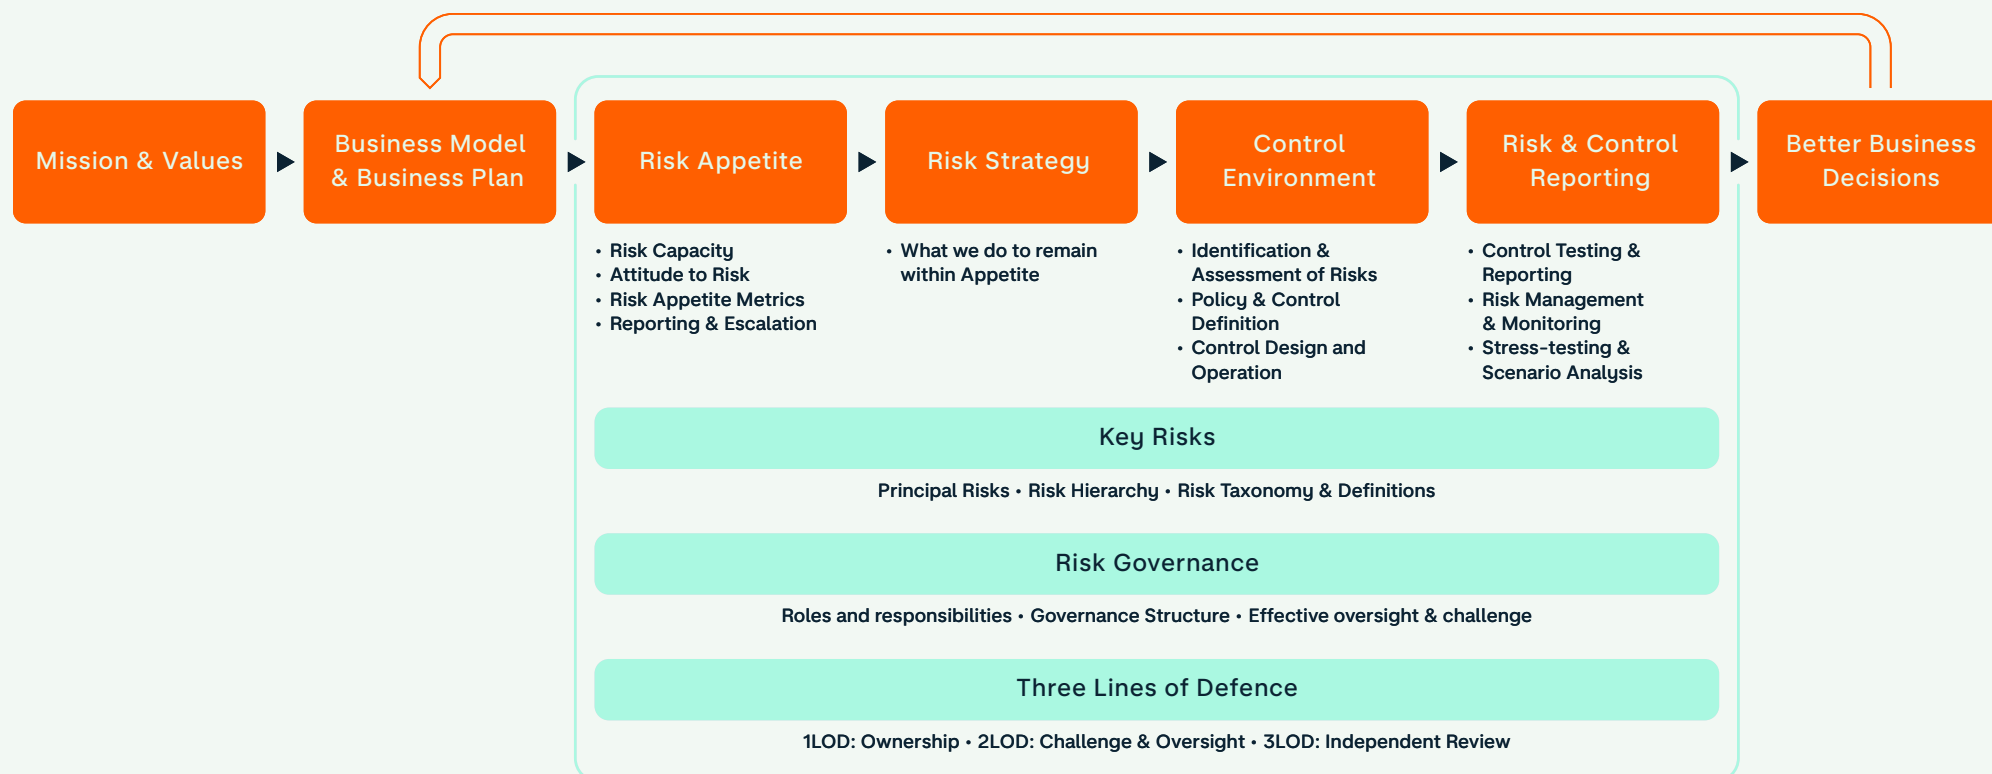 Mission & Values
Business Model
& Business Plan
Risk Appetite
Risk Strategy
Control
Environment
Risk & Control
Reporting
Better Business
Decisions
• Risk Capacity
• Attitude to Risk
• Risk Appetite Metrics
• Reporting & Escalation
• What we do to remain
within Appetite
• Identification &
Assessment of Risks
• Policy & Control
Definition
• Control Design and
Operation
• Control Testing &
Reporting
• Risk Management
& Monitoring
• Stress-testing &
Scenario Analysis
Key Risks
Principal Risks • Risk Hierarchy • Risk Taxonomy & Definitions
Risk Governance
Roles and responsibilities • Governance Structure • Effective oversight & challenge
Three Lines of Defence
1LOD: Ownership • 2LOD: Challenge & Oversight • 3LOD: Independent Review